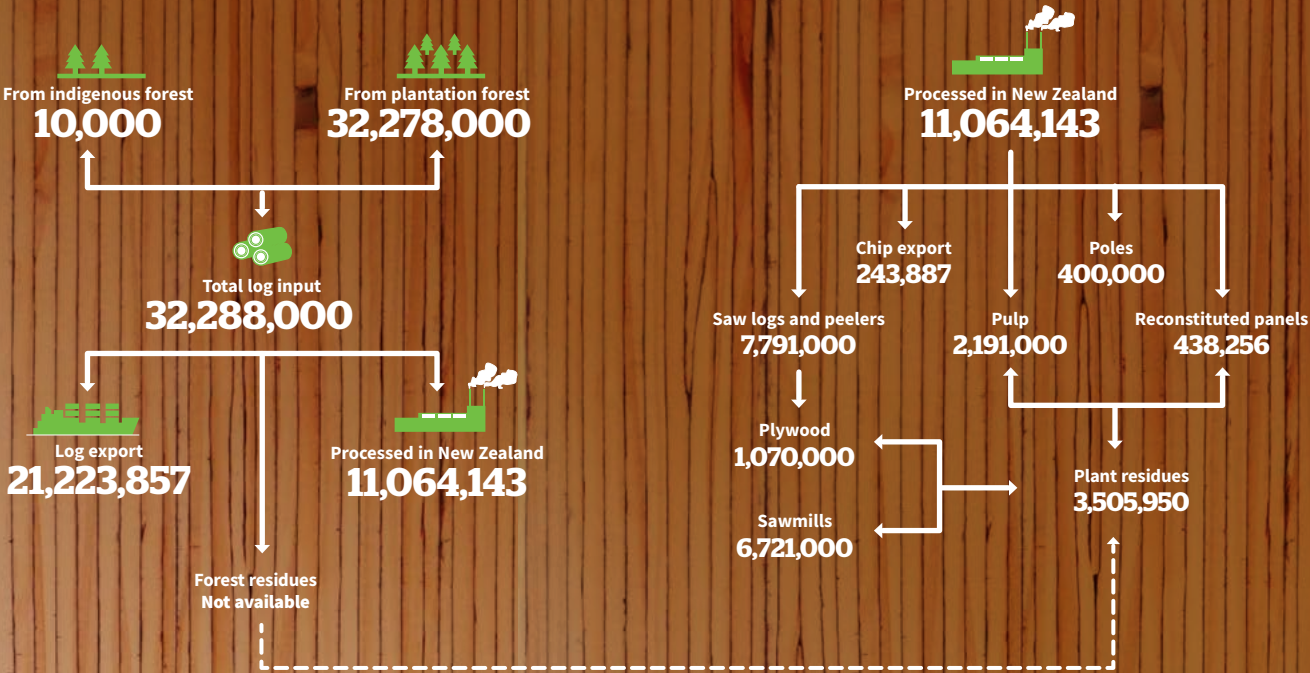 From indigenous forest
10,000
From plantation forest
32,278,000
Total log input
32,288,000
Log export
21,223,857
Processed in New Zealand
11,064,143
Forest residues
Not available
Processed in New Zealand
11,064,143
Chip export
243,887
Poles
400,000
Saw logs and peelers
7,791,000
Pulp
2,191,000
Reconstituted panels
438,256
Plywood
1,070,000
Sawmills
6,721,000
Plant residues
3,505,950